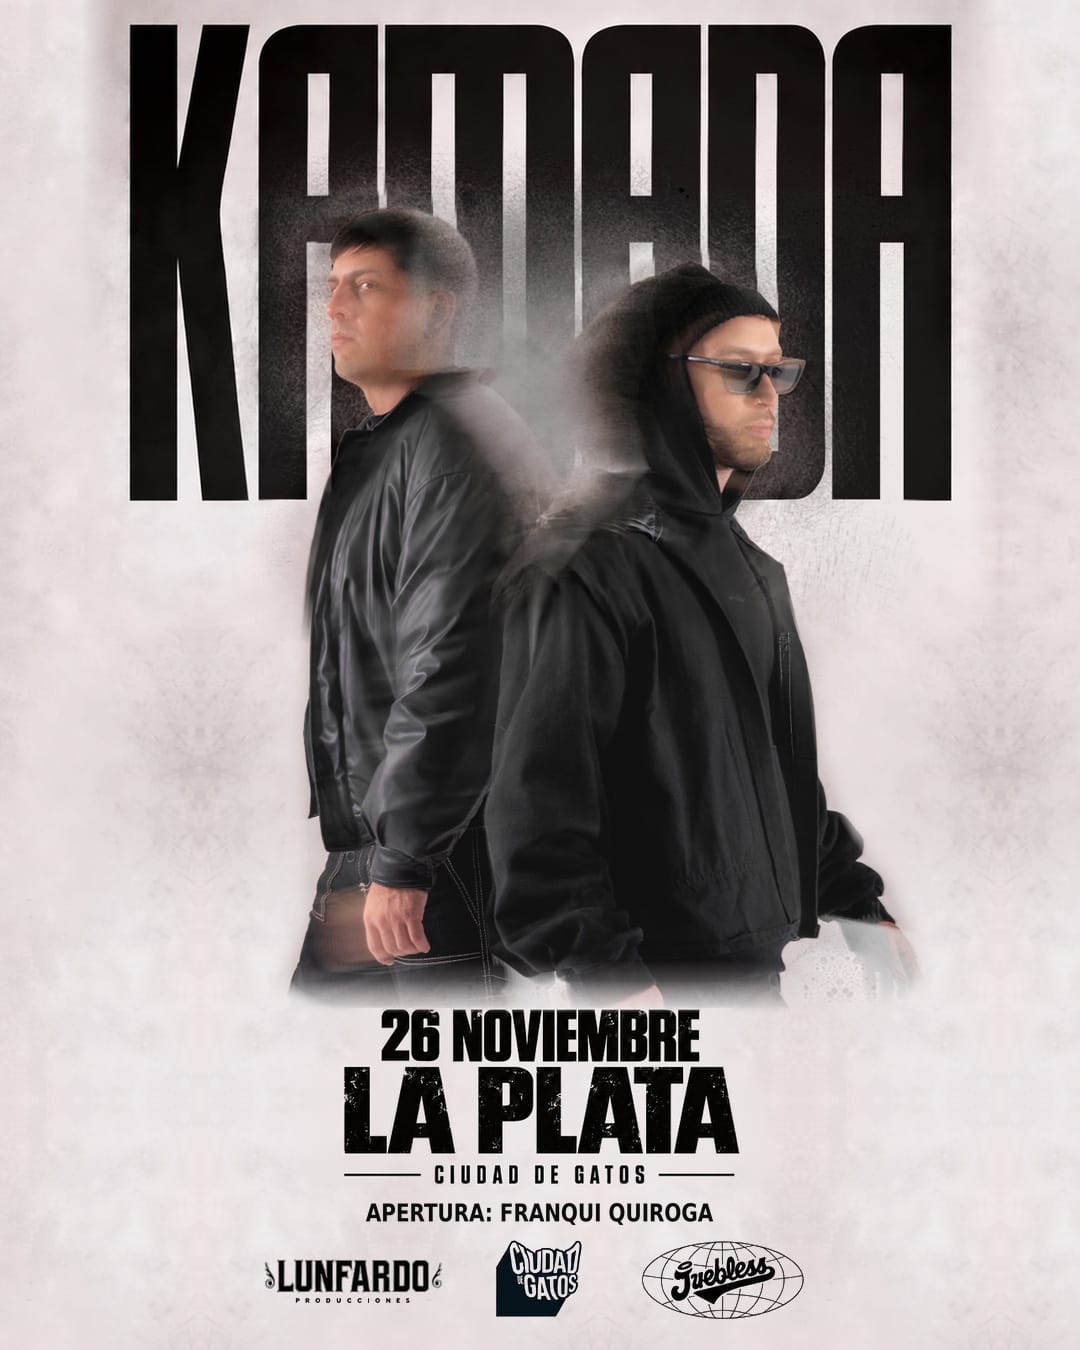 KAMADA
26 NOVIEMBRE
LA PLATA
CIUDAD DE GATOS
APERTURA: FRANQUI QUIROGA
LUNFARDO
PRODUCCIONES
CIUDAD
DE
GATOS
Juebless